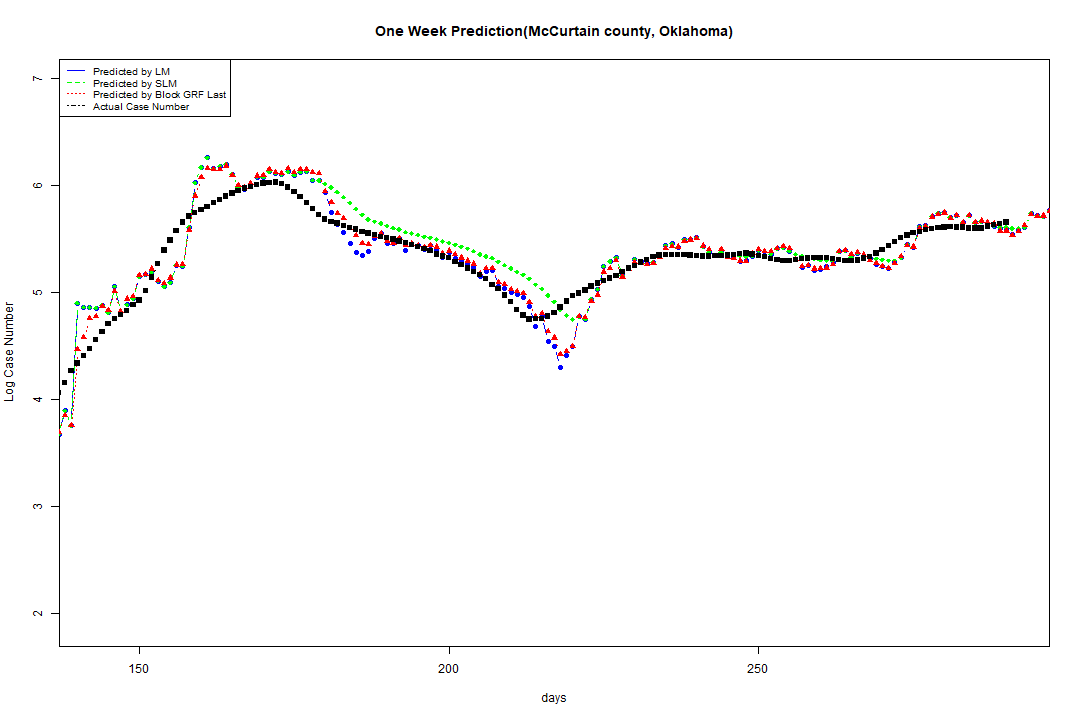 One Week Prediction(McCurtain county, Oklahoma)
Predicted by LM
Predicted by SLM
Predicted by Block GRF Last
Actual Case Number
7
6
5
4
3
2
Log Case Number
150 200 250
days